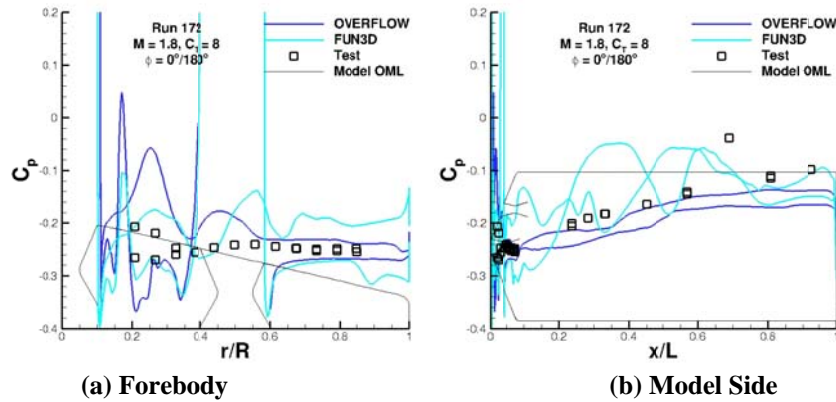 Run 172
M = 1.8, C_T = 8
ϕ = 0°/180°
OVERFLOW
FUN3D
Test
Model OML
0.2
0.1
0
-0.1
-0.2
-0.3
-0.4
C_p
0 0.2 0.4 0.6 0.8 1
r/R
(a) Forebody
Run 172
M = 1.8, C_T = 8
ϕ = 0°/180°
OVERFLOW
FUN3D
Test
Model OML
0.2
0.1
0
-0.1
-0.2
-0.3
-0.4
C_p
0 0.2 0.4 0.6 0.8
x/L
(b) Model Side